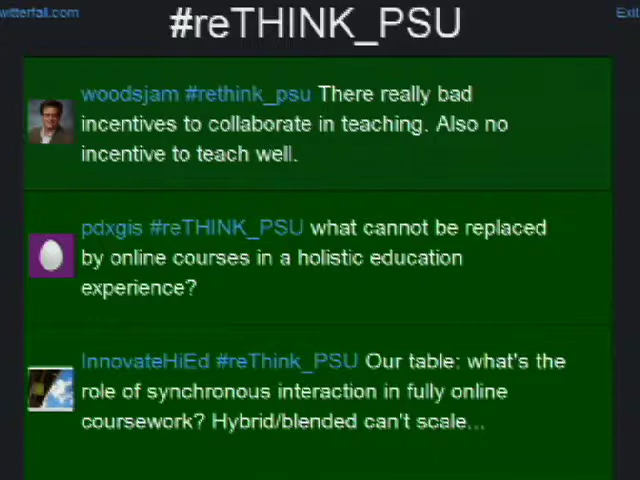 #reTHINK_PSU
Exit
woodsjam #rethink_psu There really bad
incentives to collaborate in teaching. Also no
incentive to teach well.
pdxgis #reTHINK_PSU what cannot be replaced
by online courses in a holistic education
experience?
InnovateHiEd #reThink_PSU Our table: what's the
role of synchronous interaction in fully online
coursework? Hybrid/blended can't scale...